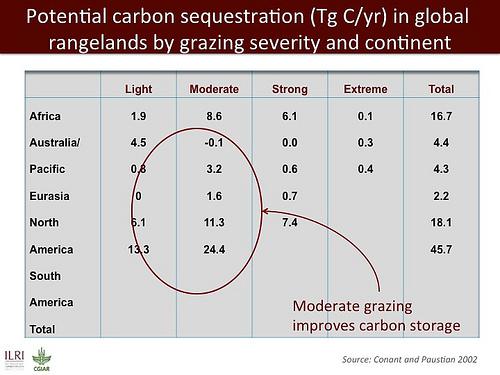 Potential carbon sequestration (Tg C/yr) in global
rangelands by grazing severity and continent
Light Moderate Strong Extreme Total
Africa 1.9 8.6 6.1 0.1 16.7
Australia/ 4.5 -0.1 0.0 0.3 4.4
Pacific 0.8 3.2 0.6 0.4 4.3
Eurasia 0 1.6 0.7 2.2
North 6.1 11.3 7.4 18.1
America 13.3 24.4 45.7
South
America
Total
Moderate grazing
improves carbon storage
ILRI
CGIAR
Source: Conant and Paustian 2002